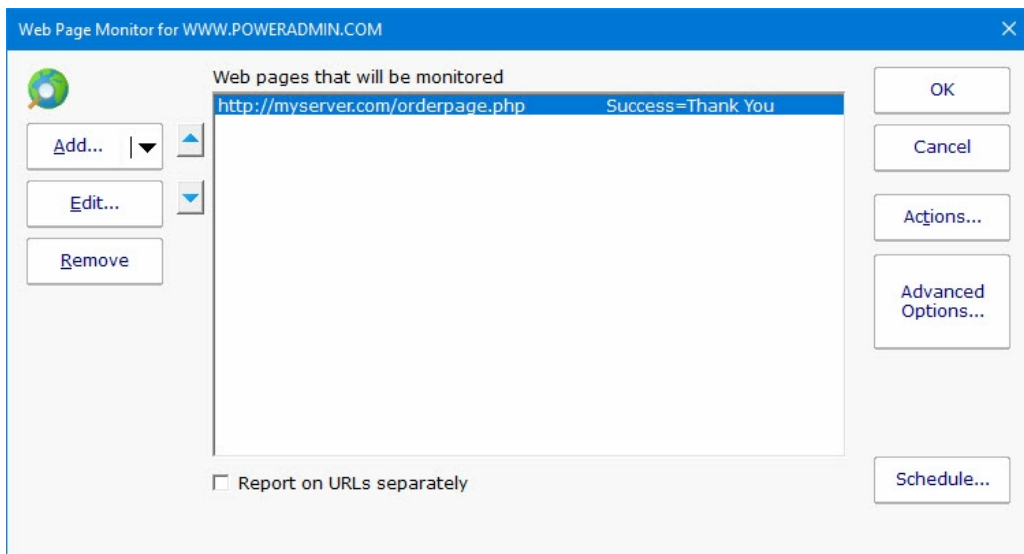 Web Page Monitor for WWW.POWERADMIN.COM
Web pages that will be monitored
http://myserver.com/orderpage.php Success=Thank You
Add...
Edit...
Remove
OK
Cancel
Actions...
Advanced
Options...
Report on URLs separately
Schedule...